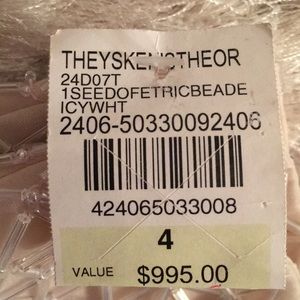 THEYSKENSTHEOR
24D07T
1SEEDOFETRICBEADE
ICYWHT
2406-50330092406
424065033008
4
VALUE $995.00